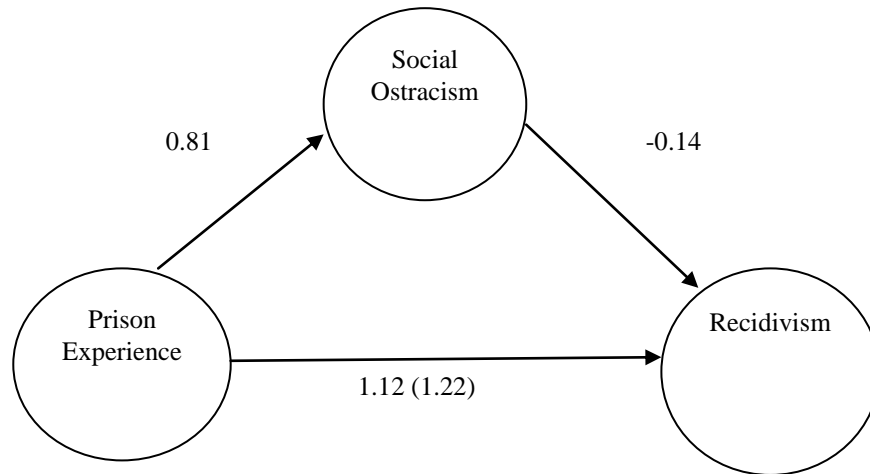 Social
Ostracism
0.81
-0.14
Prison
Experience
Recidivism
1.12 (1.22)